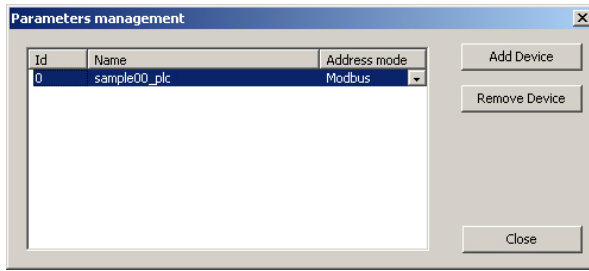 Parameters management
Id Name Address mode
0 sample00_plc Modbus
Add Device
Remove Device
Close